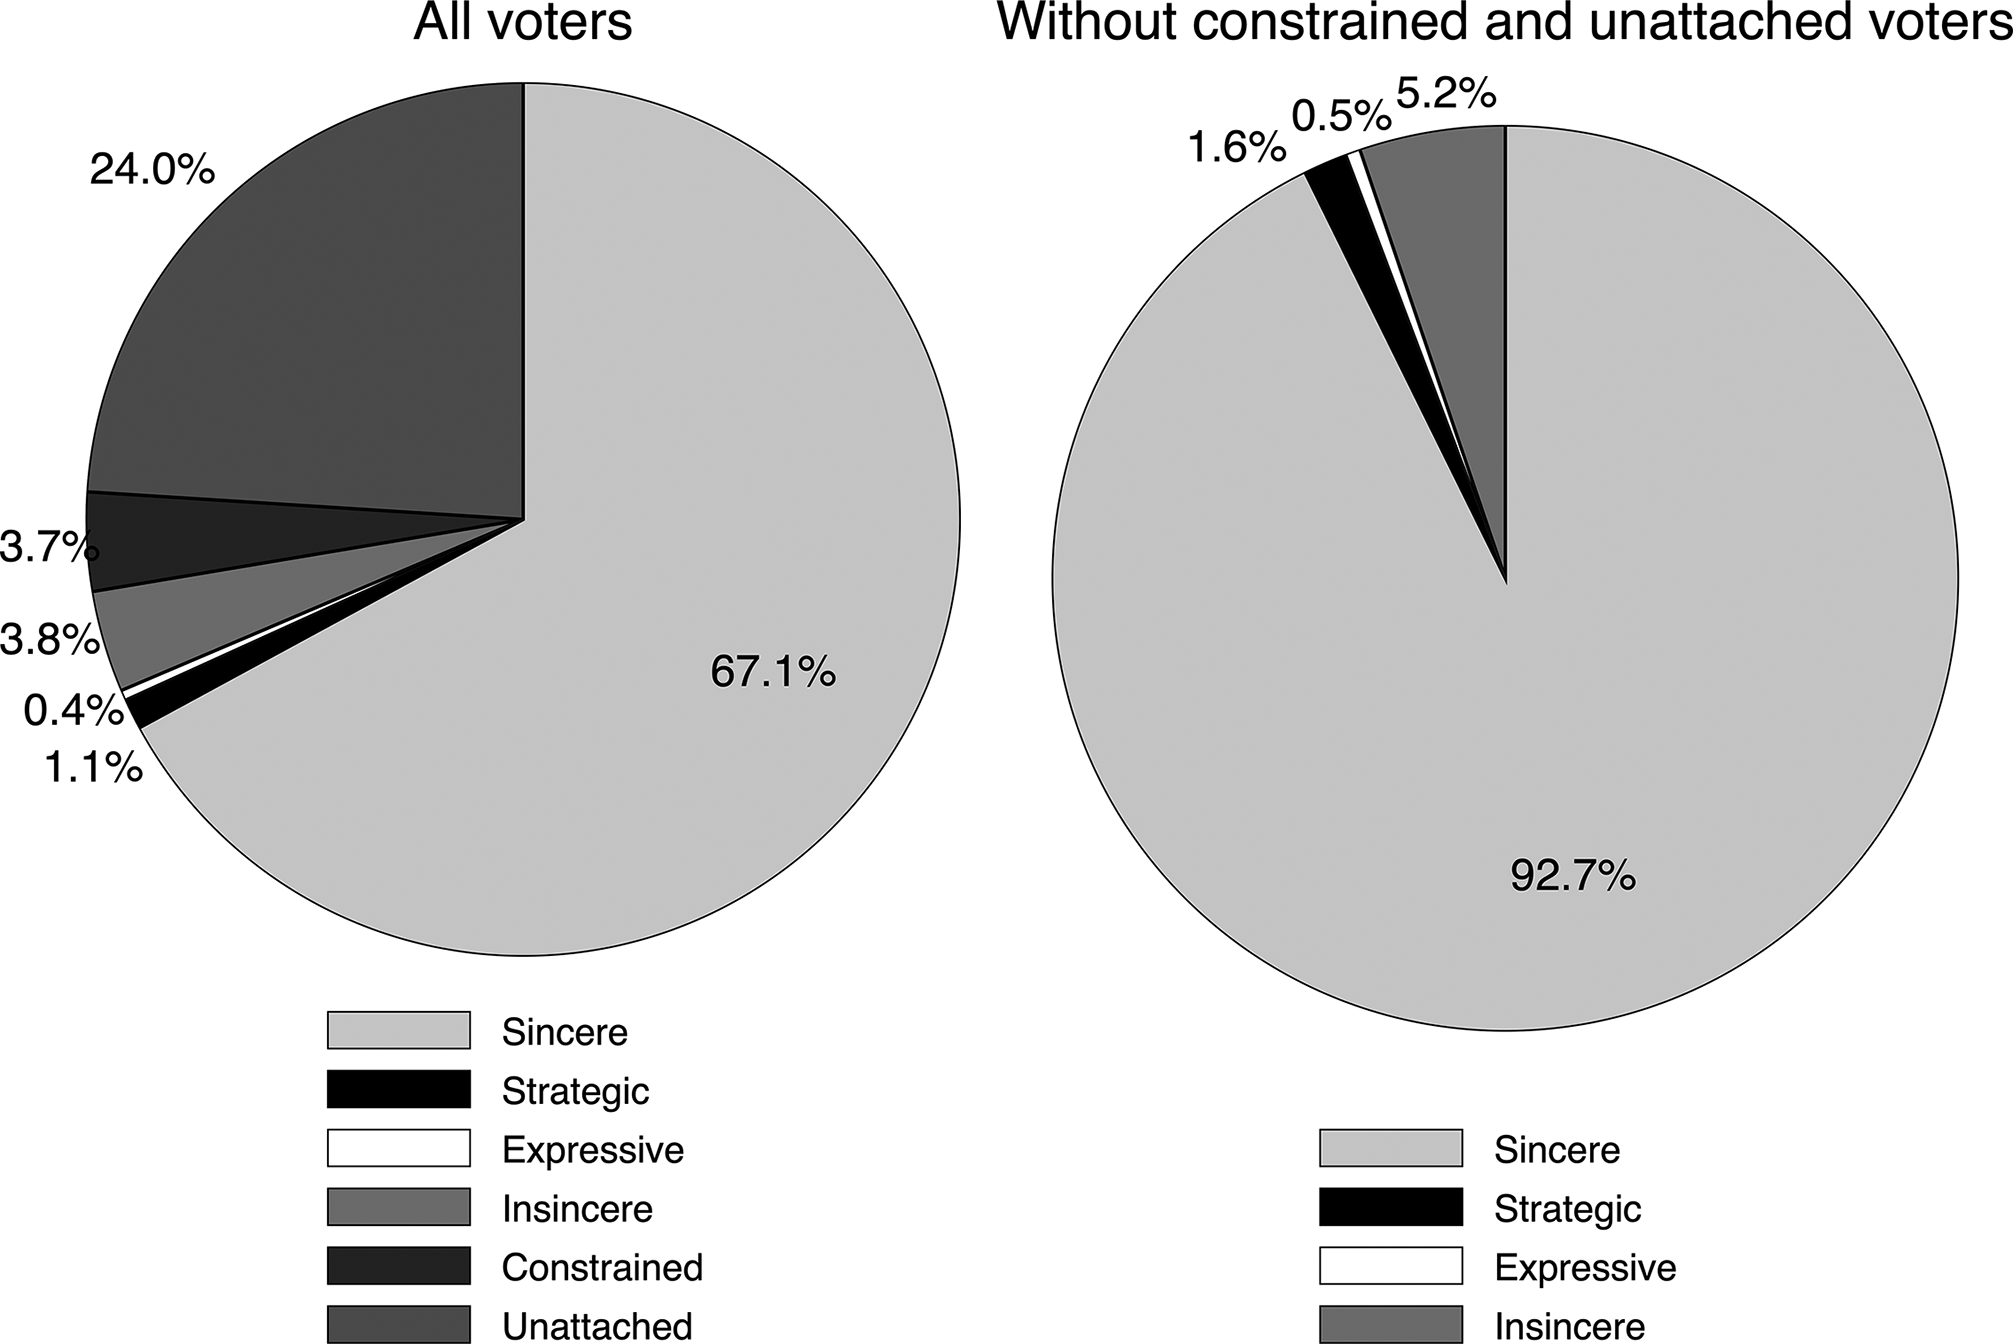 All voters
24.0%
3.7%
3.8%
0.4%
1.1%
67.1%
Sincere
Strategic
Expressive
Insincere
Constrained
Unattached
Without constrained and unattached voters
1.6%
0.5%
5.2%
92.7%
Sincere
Strategic
Expressive
Insincere